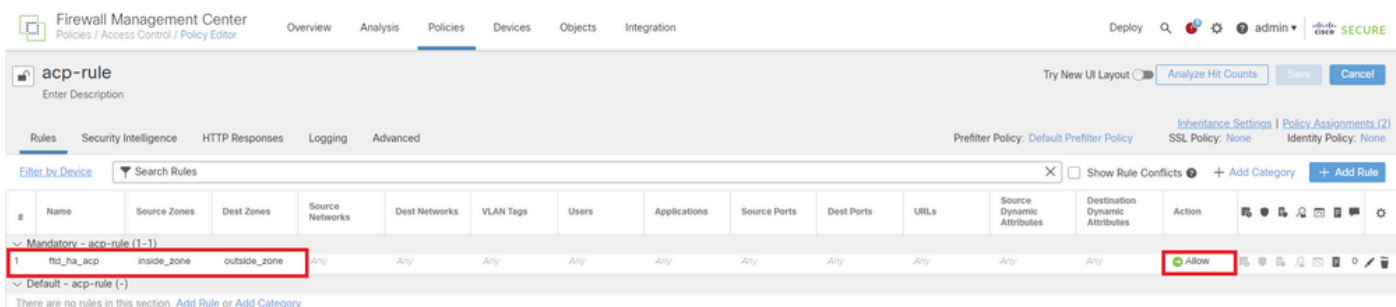 Firewall Management Center
Policies / Access Control / Policy Editor
Overview Analysis Policies Devices Objects Integration
Deploy admin
cisco SECURE
acp-rule
Enter Description
Try New UI Layout Analyze Hit Counts Save Cancel
Inheritance Settings | Policy Assignments (2)
Rules Security Intelligence HTTP Responses Logging Advanced
Prefilter Policy: Default Prefilter Policy SSL Policy: None Identity Policy: None
Filter by Device Search Rules Show Rule Conflicts + Add Category + Add Rule
# Name Source Zones Dest Zones Source Networks Dest Networks VLAN Tags Users Applications Source Ports Dest Ports URLs Source Dynamic Attributes Destination Dynamic Attributes Action
Mandatory - acp-rule (1-1)
1 ftd_ha_acp inside_zone outside_zone Any Any Any Any Any Any Any Any Any Any Allow 0
Default - acp-rule (-)
There are no rules in this section. Add Rule or Add Category